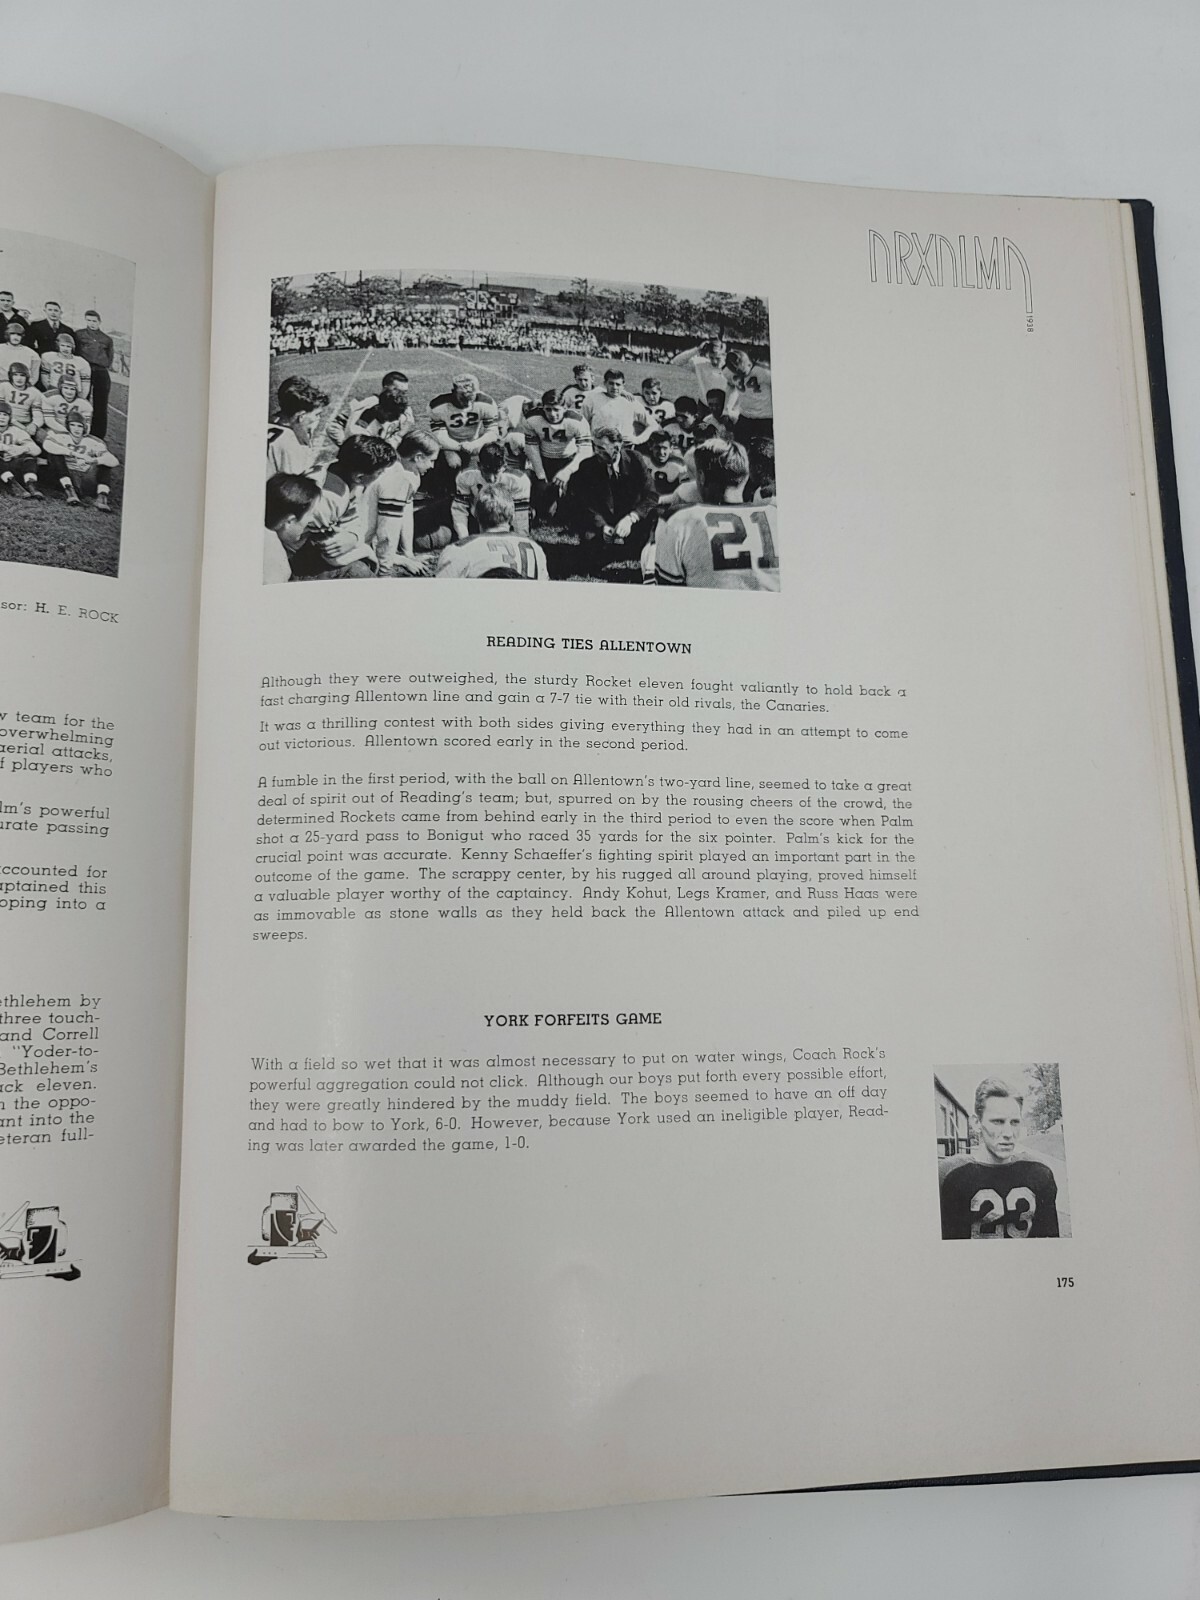 36
17
34
sor: H. E. ROCK
w team for the
overwhelming
aerial attacks,
f players who
lm's powerful
urate passing
ccounted for
aptained this
oping into a
ethlehem by
three touch-
and Correll
"Yoder-to-
Bethlehem's
ack eleven.
n the oppo-
ant into the
eteran full-
ARXALMA
1938
32
14
34
30
21
READING TIES ALLENTOWN
Although they were outweighed, the sturdy Rocket eleven fought valiantly to hold back a
fast charging Allentown line and gain a 7-7 tie with their old rivals, the Canaries.
It was a thrilling contest with both sides giving everything they had in an attempt to come
out victorious. Allentown scored early in the second period.
A fumble in the first period, with the ball on Allentown's two-yard line, seemed to take a great
deal of spirit out of Reading's team; but, spurred on by the rousing cheers of the crowd, the
determined Rockets came from behind early in the third period to even the score when Palm
shot a 25-yard pass to Bonigut who raced 35 yards for the six pointer. Palm's kick for the
crucial point was accurate. Kenny Schaeffer's fighting spirit played an important part in the
outcome of the game. The scrappy center, by his rugged all around playing, proved himself
a valuable player worthy of the captaincy. Andy Kohut, Legs Kramer, and Russ Haas were
as immovable as stone walls as they held back the Allentown attack and piled up end
sweeps.
YORK FORFEITS GAME
With a field so wet that it was almost necessary to put on water wings, Coach Rock's
powerful aggregation could not click. Although our boys put forth every possible effort,
they were greatly hindered by the muddy field. The boys seemed to have an off day
and had to bow to York, 6-0. However, because York used an ineligible player, Read-
ing was later awarded the game, 1-0.
23
175